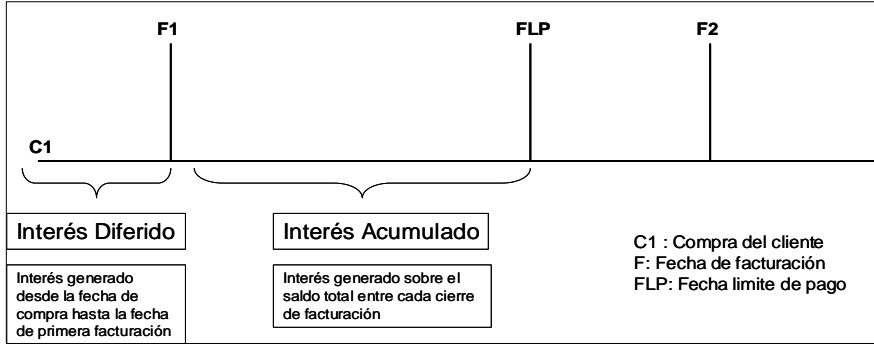 F1
FLP
F2
C1
Interés Diferido
Interés Acumulado
Interés generado
desde la fecha de
compra hasta la fecha
de primera facturación
Interés generado sobre el
saldo total entre cada cierre
de facturación
C1 : Compra del cliente
F: Fecha de facturación
FLP: Fecha limite de pago